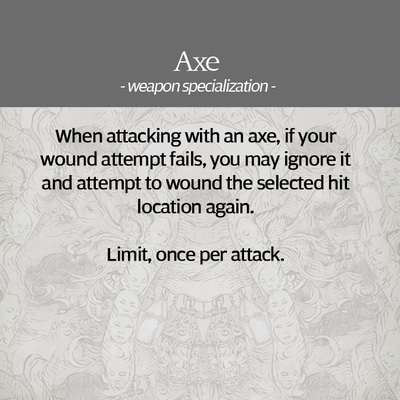 Axe
- weapon specialization -
When attacking with an axe, if your
wound attempt fails, you may ignore it
and attempt to wound the selected hit
location again.
Limit, once per attack.